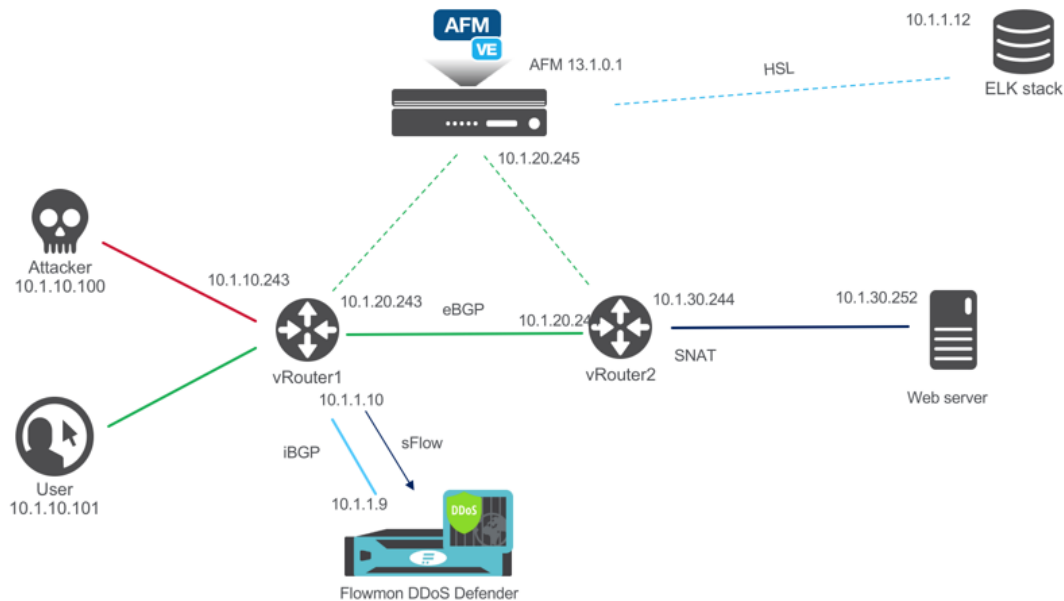 AFM
VE
AFM 13.1.0.1
10.1.1.12
HSL
ELK stack
10.1.20.245
Attacker
10.1.10.100
10.1.10.243
10.1.20.243
eBGP
10.1.20.24
10.1.30.244
10.1.30.252
vRouter1
vRouter2
SNAT
Web server
10.1.1.10
iBGP
sFlow
User
10.1.10.101
10.1.1.9
DDoS
Flowmon DDoS Defender